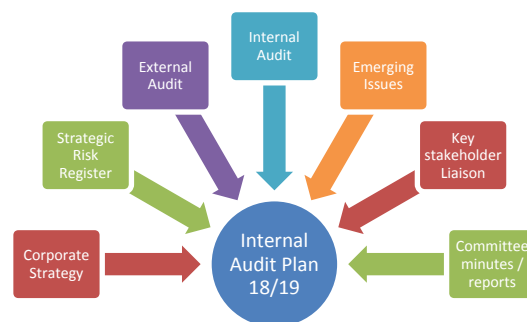 Internal
Audit
External
Audit
Emerging
Issues
Strategic
Risk
Register
Key
stakeholder
Liaison
Corporate
Strategy
Internal
Audit Plan
18/19
Committee
minutes /
reports